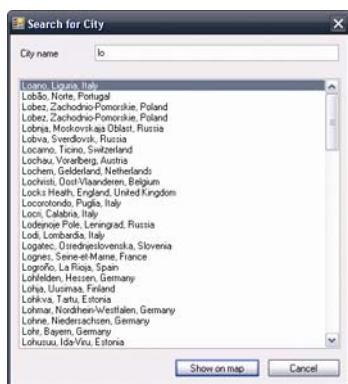 Search for City
City name
lo
Loano, Liguria, Italy
Lobão, Norte, Portugal
Lobez, Zachodnio-Pomorskie, Poland
Lobez, Zachodnio-Pomorskie, Poland
Lobnja, Moskovskaja Oblast, Russia
Lobva, Sverdlovsk, Russia
Locarno, Ticino, Switzerland
Lochau, Vorarlberg, Austria
Lochem, Gelderland, Netherlands
Lochristi, Oost-Vlaanderen, Belgium
Locks Heath, England, United Kingdom
Locorotondo, Puglia, Italy
Locri, Calabria, Italy
Lodejnoje Pole, Leningrad, Russia
Lodi, Lombardia, Italy
Logatec, Osrednjeslovenska, Slovenia
Lognes, Seine-et-Marne, France
Logroño, La Rioja, Spain
Lohfelden, Hessen, Germany
Lohja, Uusimaa, Finland
Lohkva, Tartu, Estonia
Lohmar, Nordrhein-Westfalen, Germany
Lohne, Niedersachsen, Germany
Lohr, Bayern, Germany
Lohusuu, Ida-Viru, Estonia
Show on map
Cancel